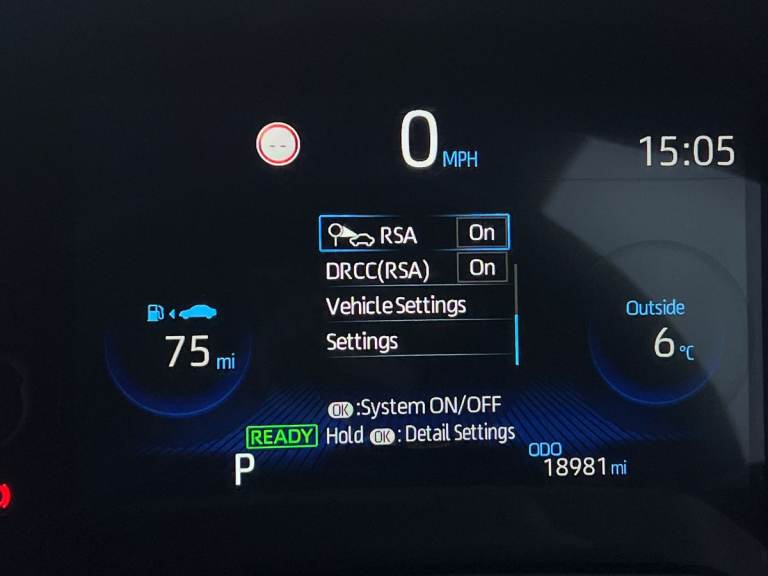 --
0 MPH
15:05
RSA On
DRCC(RSA) On
Vehicle Settings
Settings
75 mi
Outside
6 °C
OK :System ON/OFF
READY Hold OK : Detail Settings
P
ODO
18981 mi